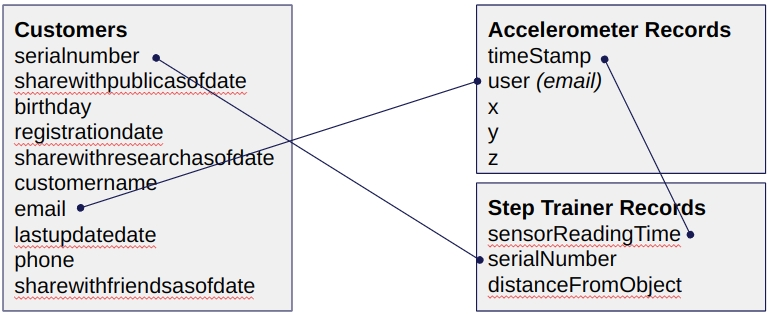 Customers
serialnumber
sharewithpublicasofdate
birthday
registrationdate
sharewithresearchasofdate
customername
email
lastupdatedate
phone
sharewithfriendsasofdate
Accelerometer Records
timeStamp
user (email)
x
y
z
Step Trainer Records
sensorReadingTime
serialNumber
distanceFromObject